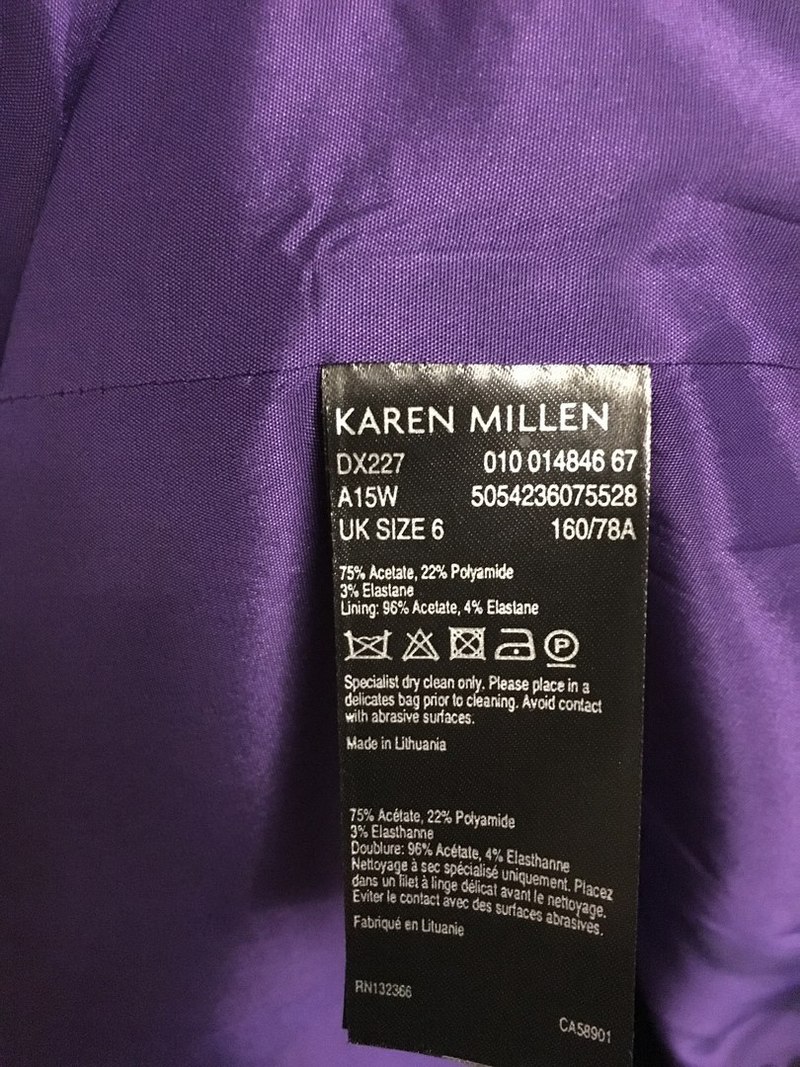 KAREN MILLEN
DX227 010 014846 67
A15W 5054236075528
UK SIZE 6 160/78A
75% Acetate, 22% Polyamide
3% Elastane
Lining: 96% Acetate, 4% Elastane
P
Specialist dry clean only. Please place in a
delicates bag prior to cleaning. Avoid contact
with abrasive surfaces.
Made in Lithuania
75% Acétate, 22% Polyamide
3% Elasthanne
Doublure: 96% Acétate, 4% Elasthanne
Nettoyage à sec spécialisé uniquement. Placez
dans un filet à linge délicat avant le nettoyage.
Eviter le contact avec des surfaces abrasives.
Fabriqué en Lituanie
RN132366
CA58901